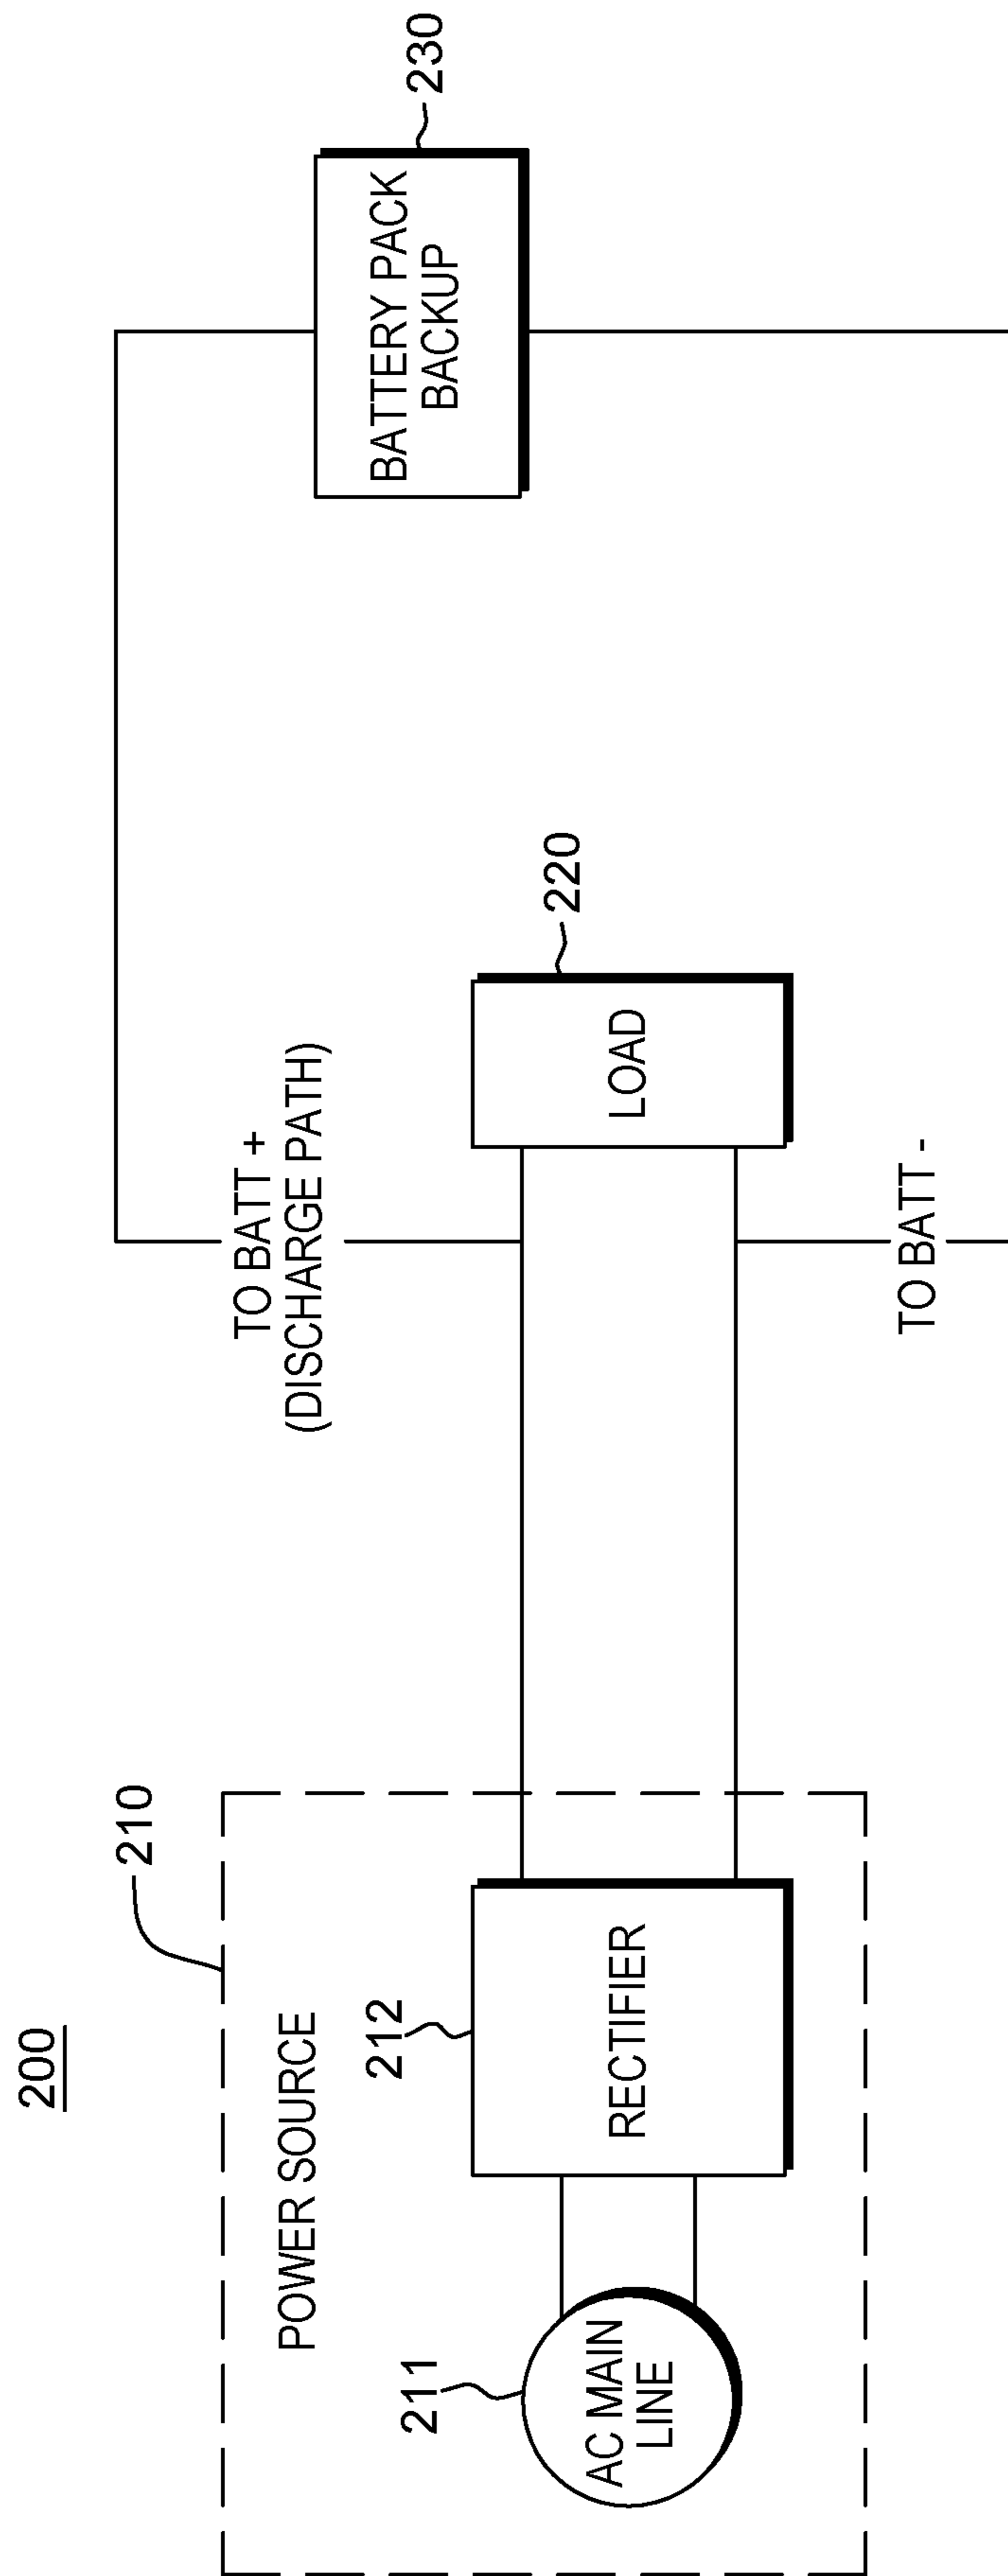 200
210
POWER SOURCE
211
AC MAIN
LINE
212
RECTIFIER
TO BATT +
(DISCHARGE PATH)
220
LOAD
TO BATT -
230
BATTERY PACK
BACKUP